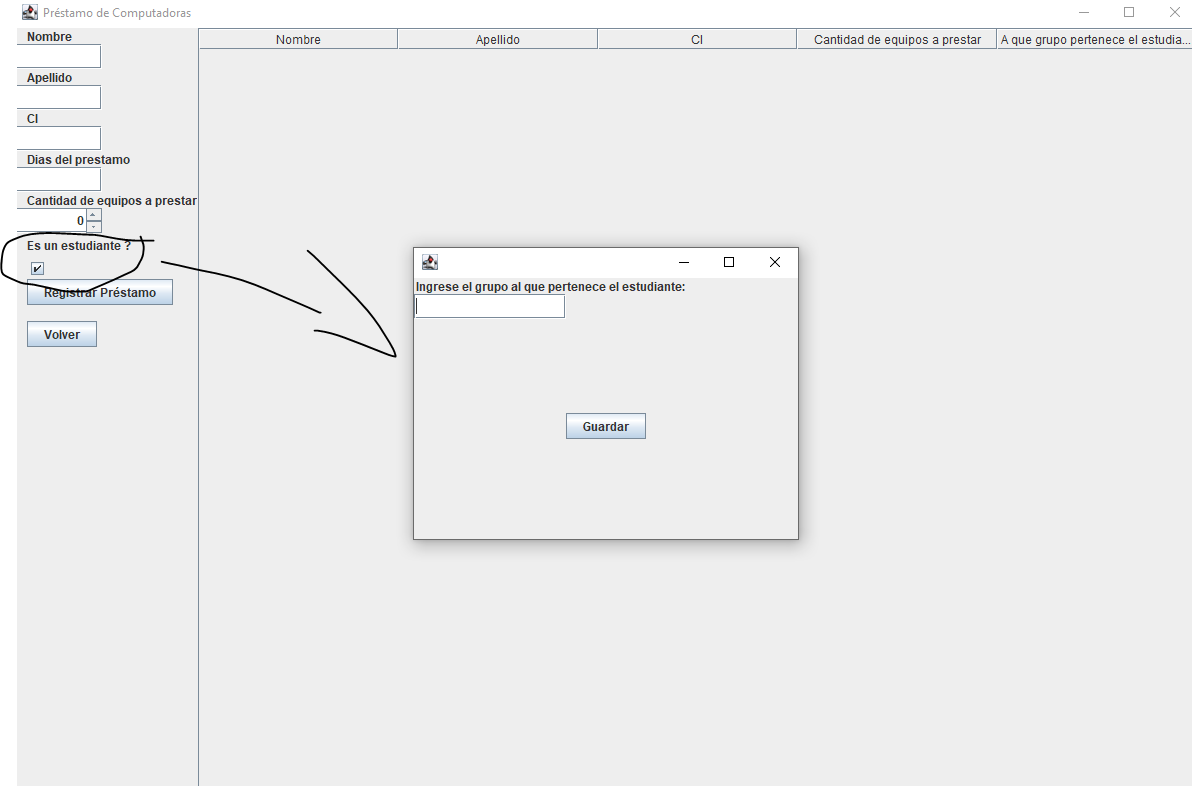 Préstamo de Computadoras
Nombre
Apellido
CI
Dias del prestamo
Cantidad de equipos a prestar
0
Es un estudiante ?
Registrar Préstamo
Volver
Nombre Apellido CI Cantidad de equipos a prestar A que grupo pertenece el estudia...
Ingrese el grupo al que pertenece el estudiante:
Guardar